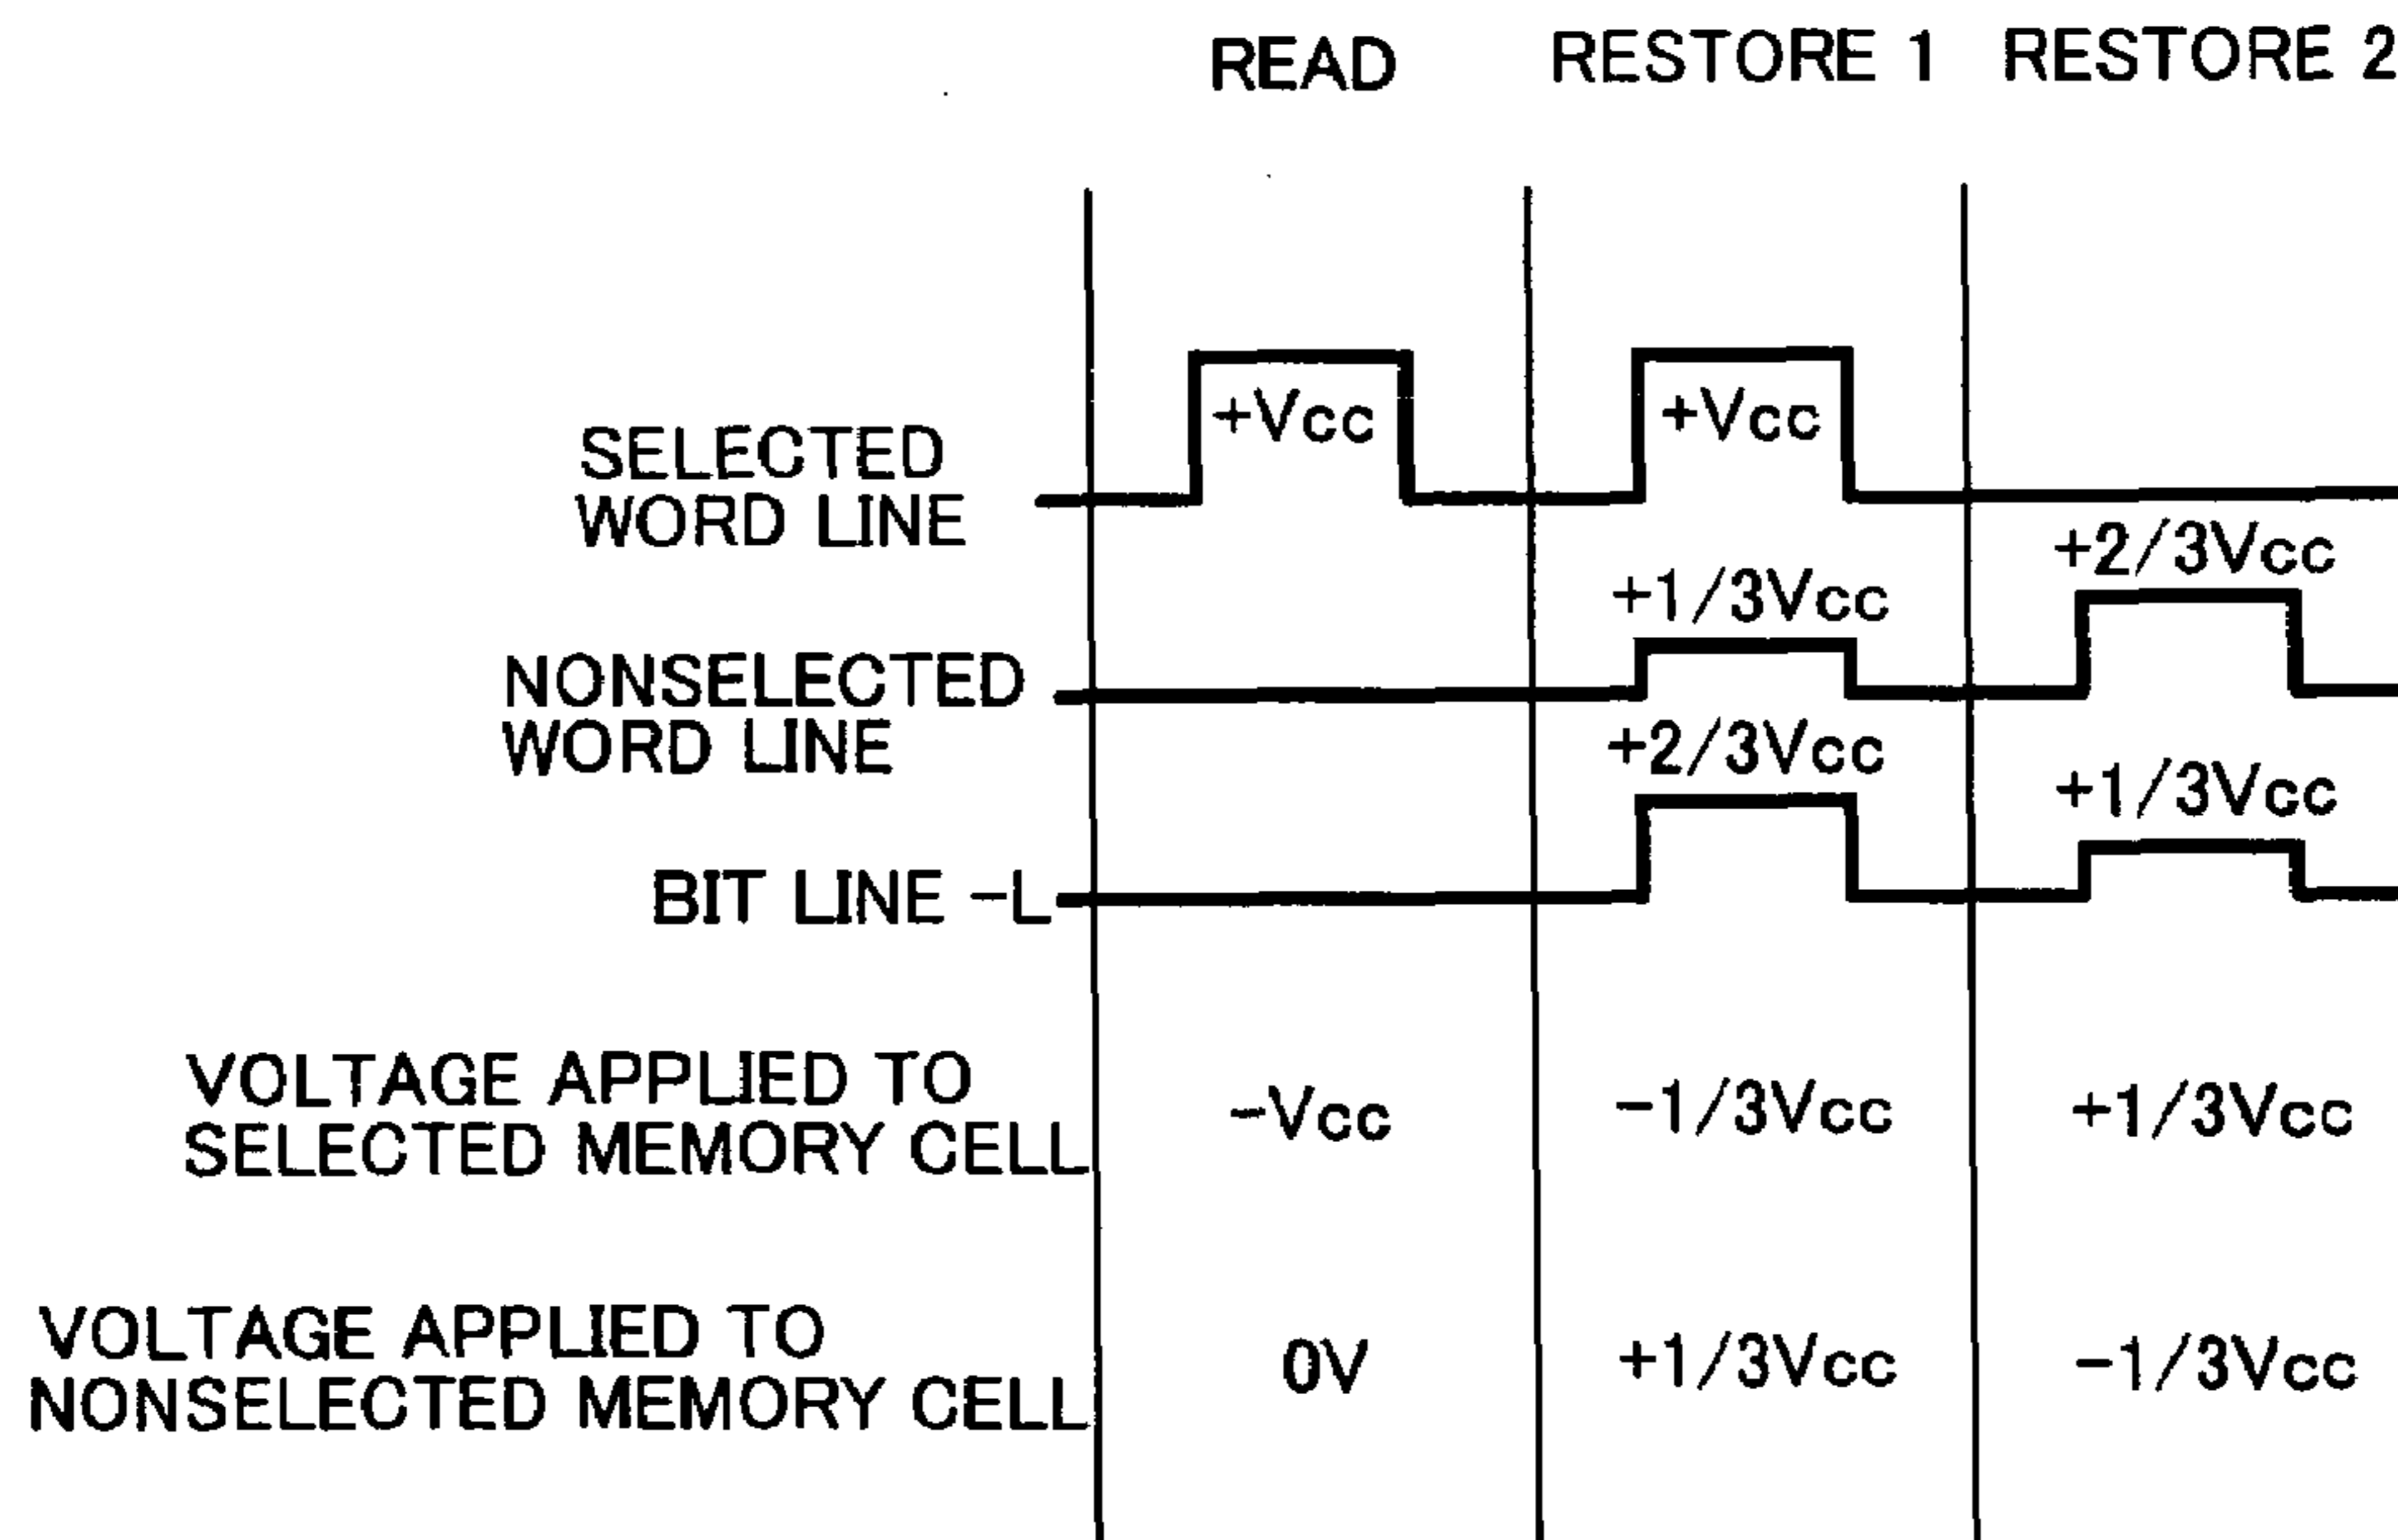 READ RESTORE 1 RESTORE 2
+Vcc +Vcc
SELECTED
WORD LINE
+2/3Vcc
+1/3Vcc
NONSELECTED
WORD LINE
+2/3Vcc
+1/3Vcc
BIT LINE -L
VOLTAGE APPLIED TO
SELECTED MEMORY CELL
-Vcc -1/3Vcc +1/3Vcc
VOLTAGE APPLIED TO
NONSELECTED MEMORY CELL
0V +1/3Vcc -1/3Vcc